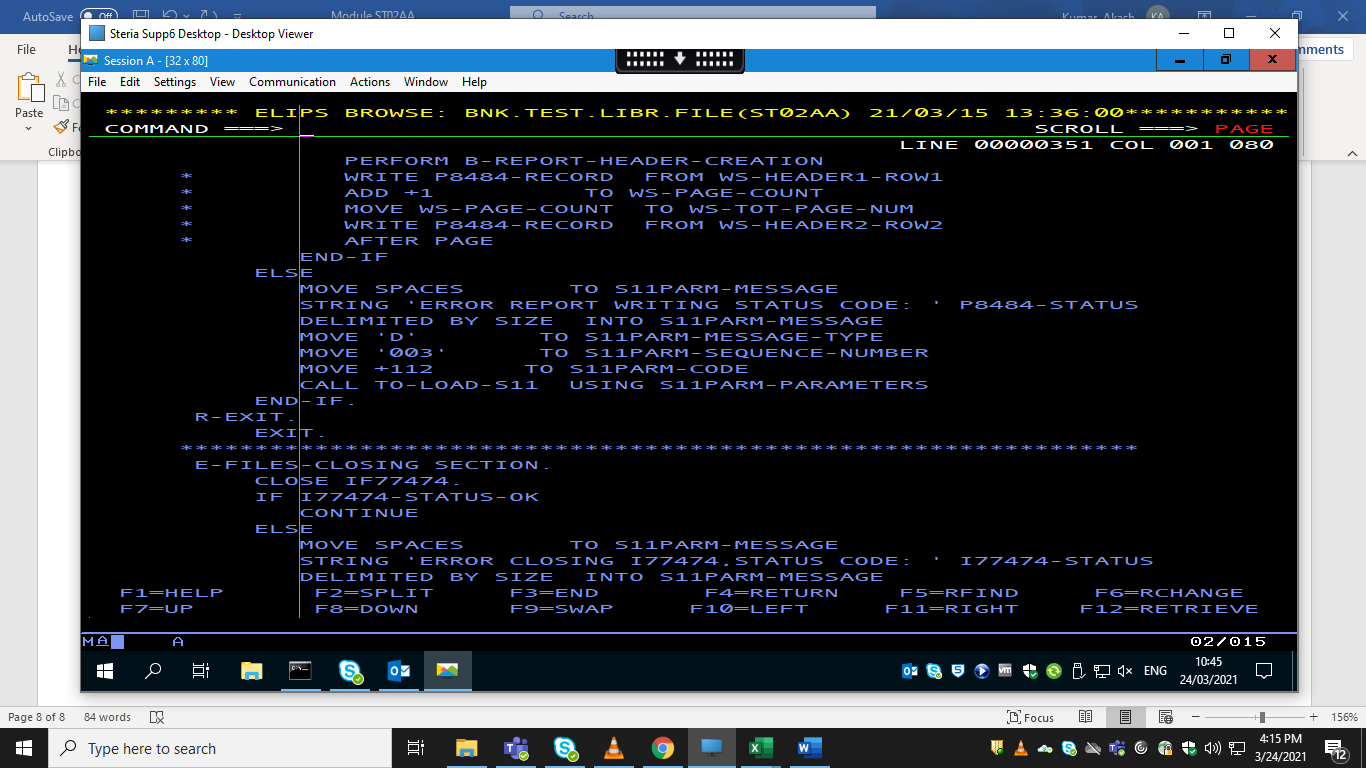 AutoSave Off Module ST02AA Search Kumar, Akash KA
File
Paste
Clipbo
Steria Supp6 Desktop - Desktop Viewer
Session A - [32 x 80]
File Edit Settings View Communication Actions Window Help
********* ELIPS BROWSE: BNK.TEST.LIBR.FILE(ST02AA) 21/03/15 13:36:00***********
COMMAND ===> SCROLL ===> PAGE
LINE 00000351 COL 001 080
PERFORM B-REPORT-HEADER-CREATION
* WRITE P8484-RECORD FROM WS-HEADER1-ROW1
* ADD +1 TO WS-PAGE-COUNT
* MOVE WS-PAGE-COUNT TO WS-TOT-PAGE-NUM
* WRITE P8484-RECORD FROM WS-HEADER2-ROW2
* AFTER PAGE
END-IF
ELSE
MOVE SPACES TO S11PARM-MESSAGE
STRING 'ERROR REPORT WRITING STATUS CODE: ' P8484-STATUS
DELIMITED BY SIZE INTO S11PARM-MESSAGE
MOVE 'D' TO S11PARM-MESSAGE-TYPE
MOVE '003' TO S11PARM-SEQUENCE-NUMBER
MOVE +112 TO S11PARM-CODE
CALL TO-LOAD-S11 USING S11PARM-PARAMETERS
END-IF.
R-EXIT.
EXIT.
****************************************************************
E-FILES-CLOSING SECTION.
CLOSE IF77474.
IF I77474-STATUS-OK
CONTINUE
ELSE
MOVE SPACES TO S11PARM-MESSAGE
STRING 'ERROR CLOSING I77474,STATUS CODE: ' I77474-STATUS
DELIMITED BY SIZE INTO S11PARM-MESSAGE
F1=HELP F2=SPLIT F3=END F4=RETURN F5=RFIND F6=RCHANGE
F7=UP F8=DOWN F9=SWAP F10=LEFT F11=RIGHT F12=RETRIEVE
MA A 02/015
ENG 10:45
24/03/2021
Page 8 of 8 84 words Focus 156%
Type here to search 4:15 PM
3/24/2021 12